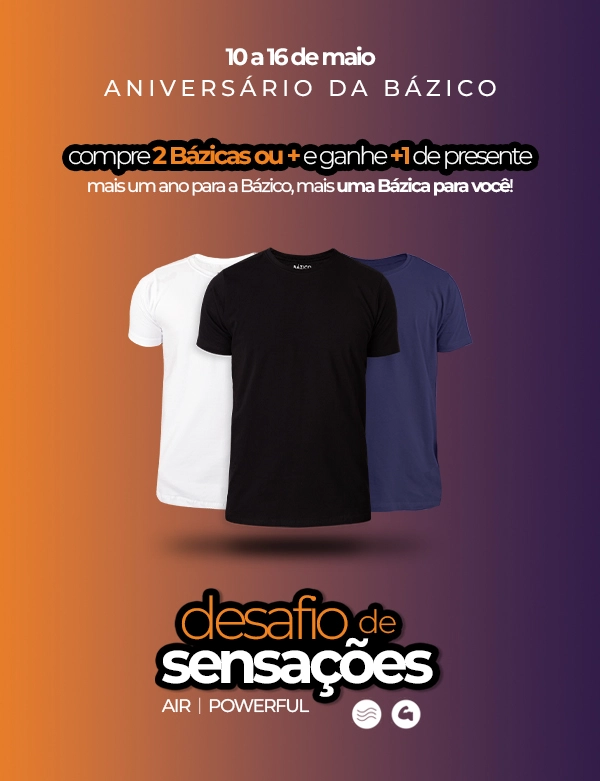 10 a 16 de maio
ANIVERSÁRIO DA BÁZICO
compre 2 Bázicas ou + e ganhe +1 de presente
mais um ano para a Bázico, mais uma Bázica para você!
BÁZICO
desafio de
sensações
AIR | POWERFUL